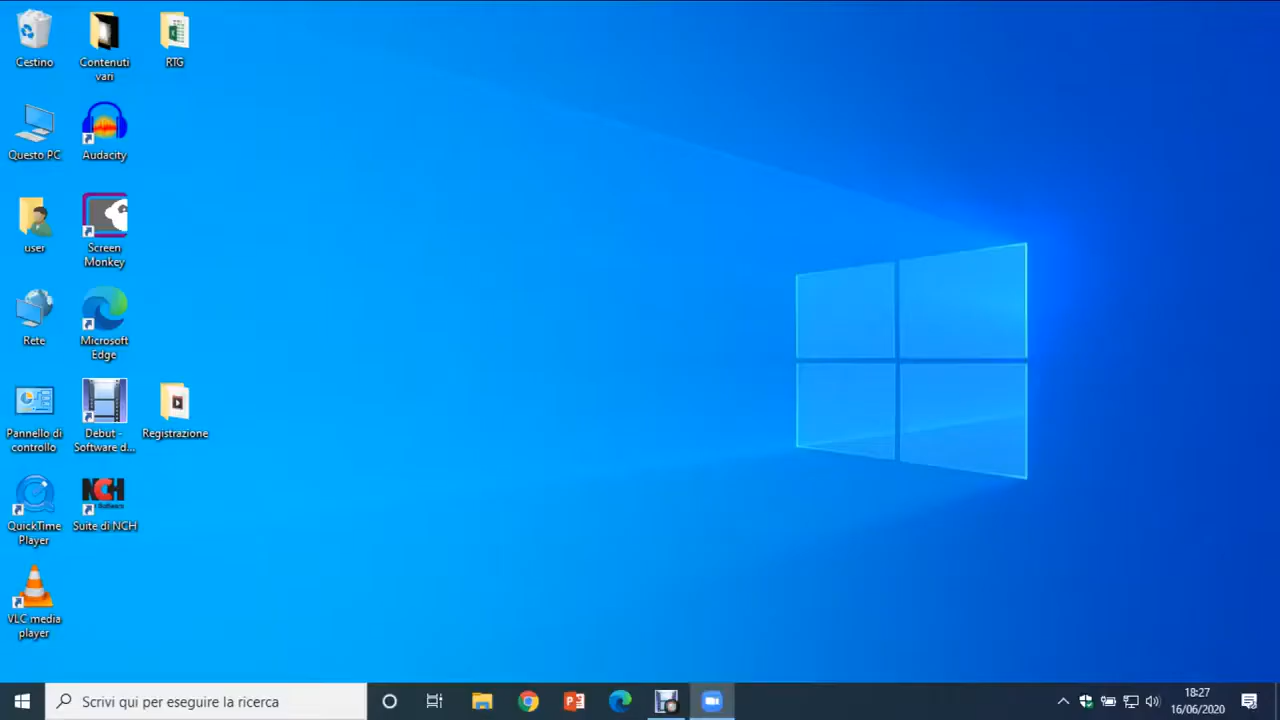 Cestino
Contenuti
vari
RTG
Questo PC
Audacity
user
Screen
Monkey
Rete
Microsoft
Edge
Pannello di
controllo
Debut -
Software d...
Registrazione
QuickTime
Player
NCH
Suite di NCH
VLC media
player
Scrivi qui per eseguire la ricerca
18:27
16/06/2020